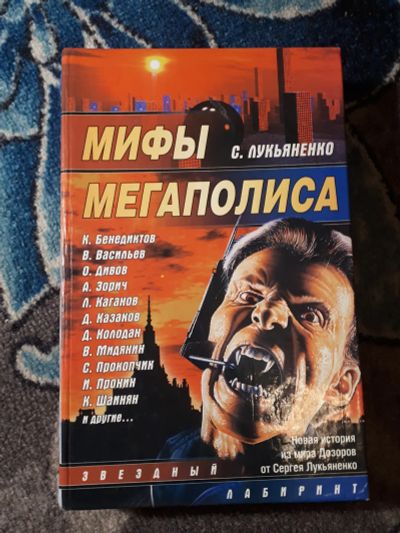 МИФЫ
С. ЛУКЬЯНЕНКО
МЕГАПОЛИСА
К. Бенедиктов
В. Васильев
О. Дивов
А. Зорич
Л. Каганов
Д. Казаков
Д. Колодан
В. Мидянин
С. Прокопчик
И. Пронин
К. Шаинян
и другие...
Новая история
из мира Дозоров
от Сергея Лукьяненко
ЗВЕЗДНЫЙ
ЛАБИРИНТ